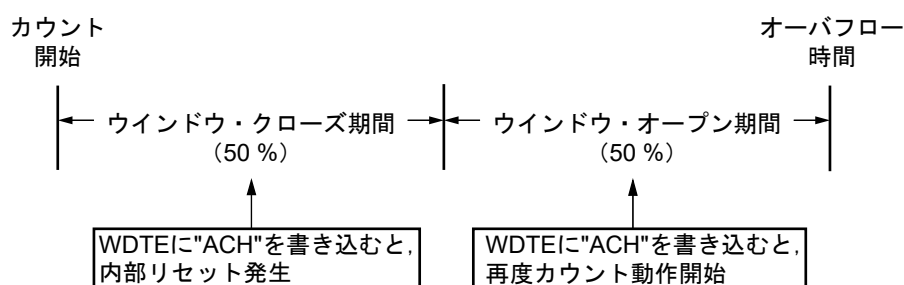 カウント
開始
オーバフロー
時間
ウインドウ・クローズ期間
（50 %）
ウインドウ・オープン期間
（50 %）
WDTEに"ACH"を書き込むと,
内部リセット発生
WDTEに"ACH"を書き込むと,
再度カウント動作開始